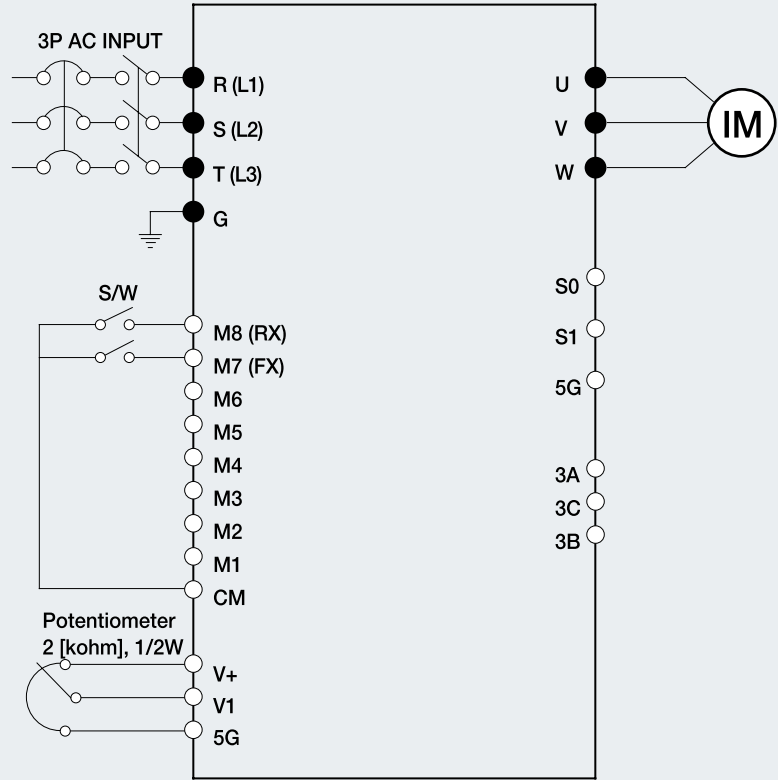 3P AC INPUT
R (L1)
S (L2)
T (L3)
G
U
V
W
IM
S/W
M8 (RX)
M7 (FX)
M6
M5
M4
M3
M2
M1
CM
S0
S1
5G
3A
3C
3B
Potentiometer
2 [kohm], 1/2W
V+
V1
5G